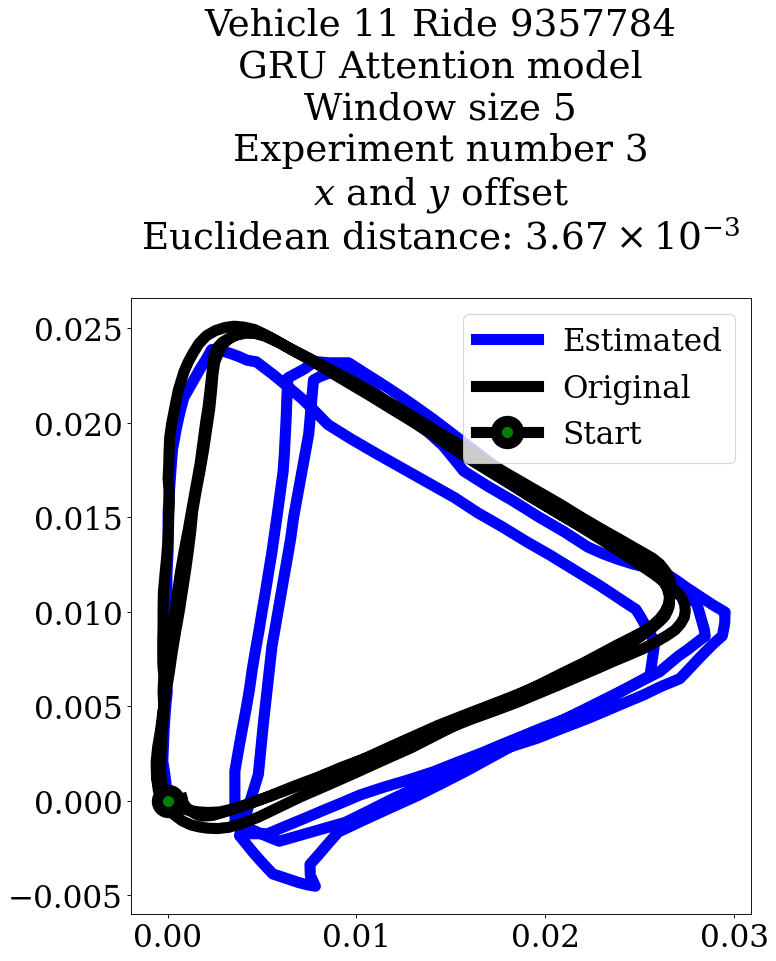 Vehicle 11 Ride 9357784
GRU Attention model
Window size 5
Experiment number 3
x and y offset
Euclidean distance: 3.67 × 10⁻³
Estimated
Original
Start
0.025
0.020
0.015
0.010
0.005
0.000
−0.005
0.00 0.01 0.02 0.03